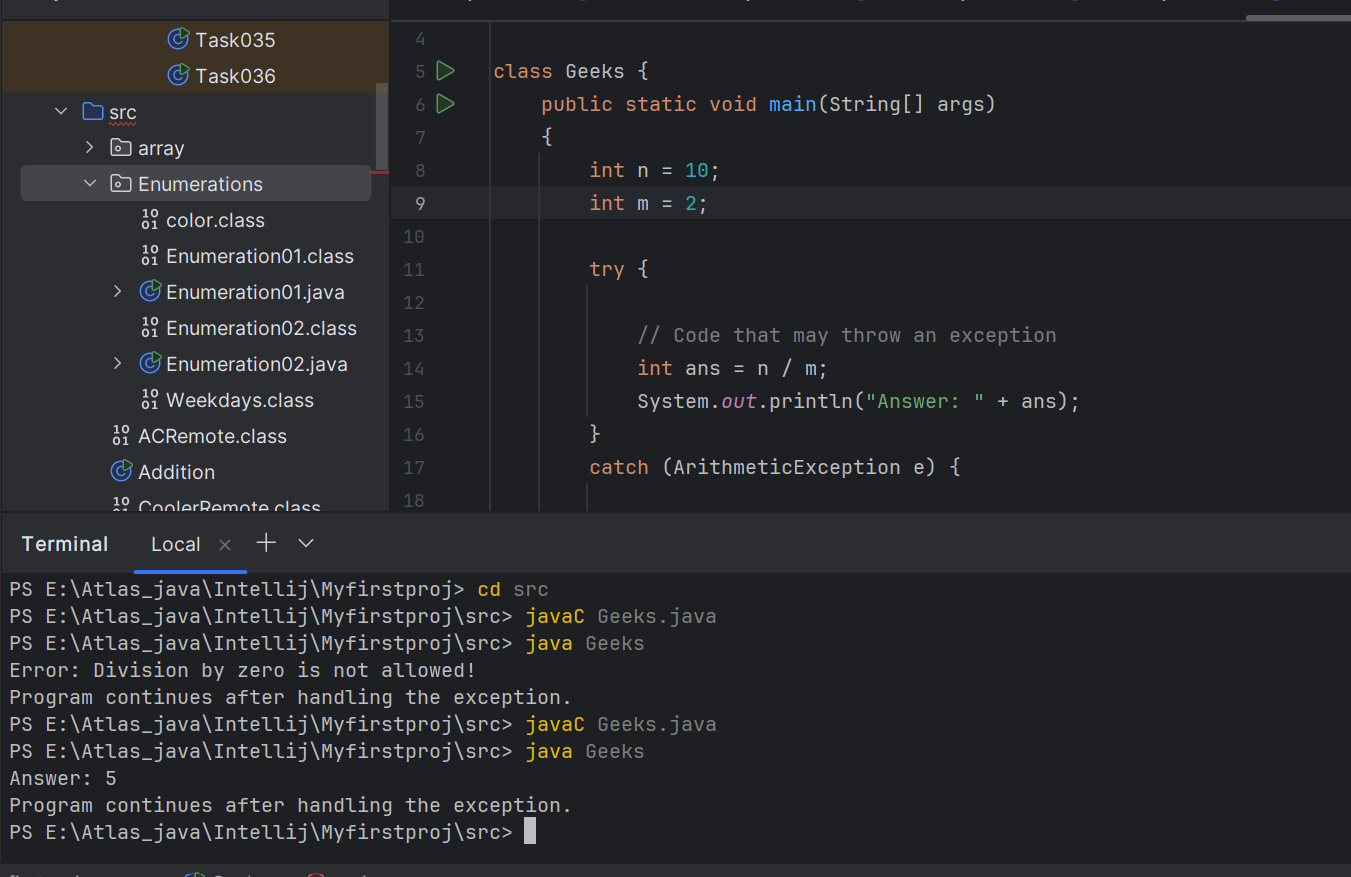 Task035
Task036
src
array
Enumerations
color.class
Enumeration01.class
Enumeration01.java
Enumeration02.class
Enumeration02.java
Weekdays.class
ACRemote.class
Addition
CoolerRemote.class
4
5 class Geeks {
6 public static void main(String[] args)
7 {
8 int n = 10;
9 int m = 2;
10
11 try {
12
13 // Code that may throw an exception
14 int ans = n / m;
15 System.out.println("Answer: " + ans);
16 }
17 catch (ArithmeticException e) {
18
Terminal Local
PS E:\Atlas_java\Intellij\Myfirstproj> cd src
PS E:\Atlas_java\Intellij\Myfirstproj\src> javaC Geeks.java
PS E:\Atlas_java\Intellij\Myfirstproj\src> java Geeks
Error: Division by zero is not allowed!
Program continues after handling the exception.
PS E:\Atlas_java\Intellij\Myfirstproj\src> javaC Geeks.java
PS E:\Atlas_java\Intellij\Myfirstproj\src> java Geeks
Answer: 5
Program continues after handling the exception.
PS E:\Atlas_java\Intellij\Myfirstproj\src>